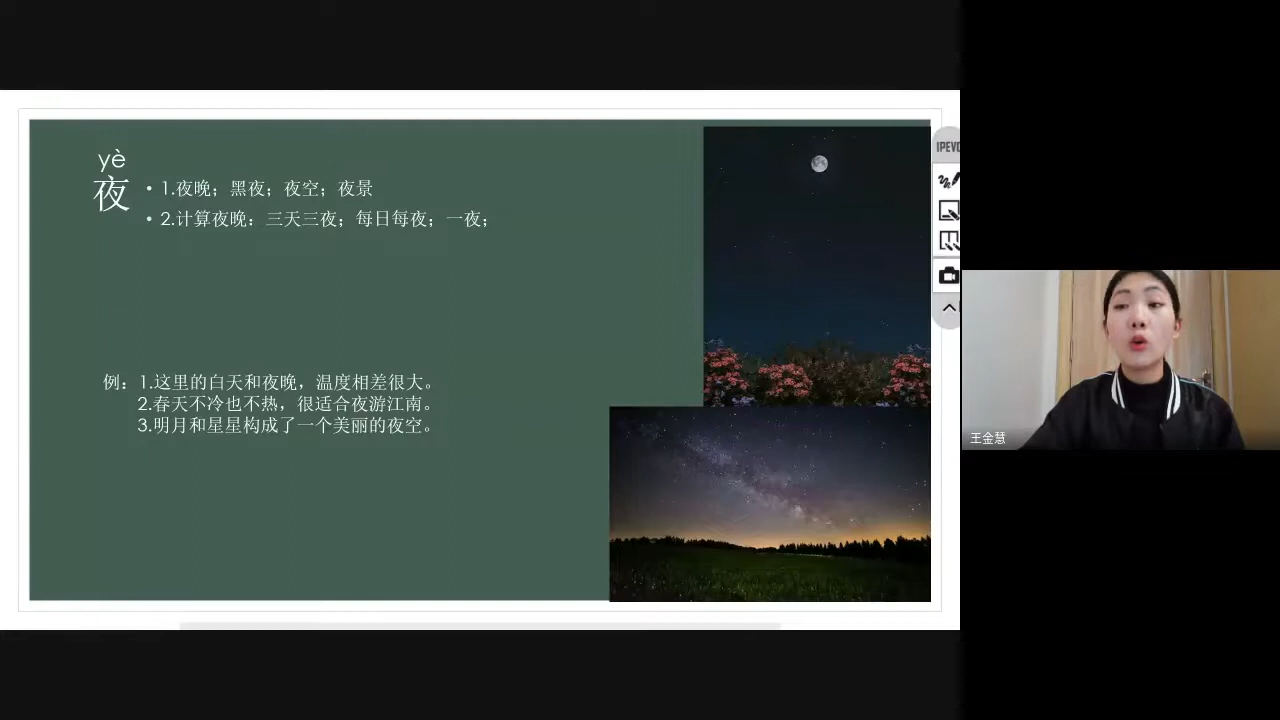 yè
夜
• 1.夜晚；黑夜；夜空；夜景
• 2.计算夜晚：三天三夜；每日每夜；一夜；
例：1.这里的白天和夜晚，温度相差很大。
2.春天不冷也不热，很适合夜游江南。
3.明月和星星构成了一个美丽的夜空。
IPEVO
王金慧